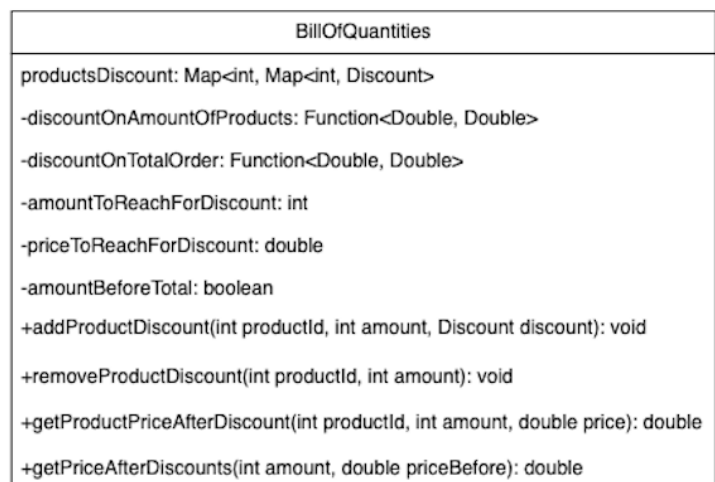 BillOfQuantities
productsDiscount: Map<int, Map<int, Discount>
-discountOnAmountOfProducts: Function<Double, Double>
-discountOnTotalOrder: Function<Double, Double>
-amountToReachForDiscount: int
-priceToReachForDiscount: double
-amountBeforeTotal: boolean
+addProductDiscount(int productId, int amount, Discount discount): void
+removeProductDiscount(int productId, int amount): void
+getProductPriceAfterDiscount(int productId, int amount, double price): double
+getPriceAfterDiscounts(int amount, double priceBefore): double